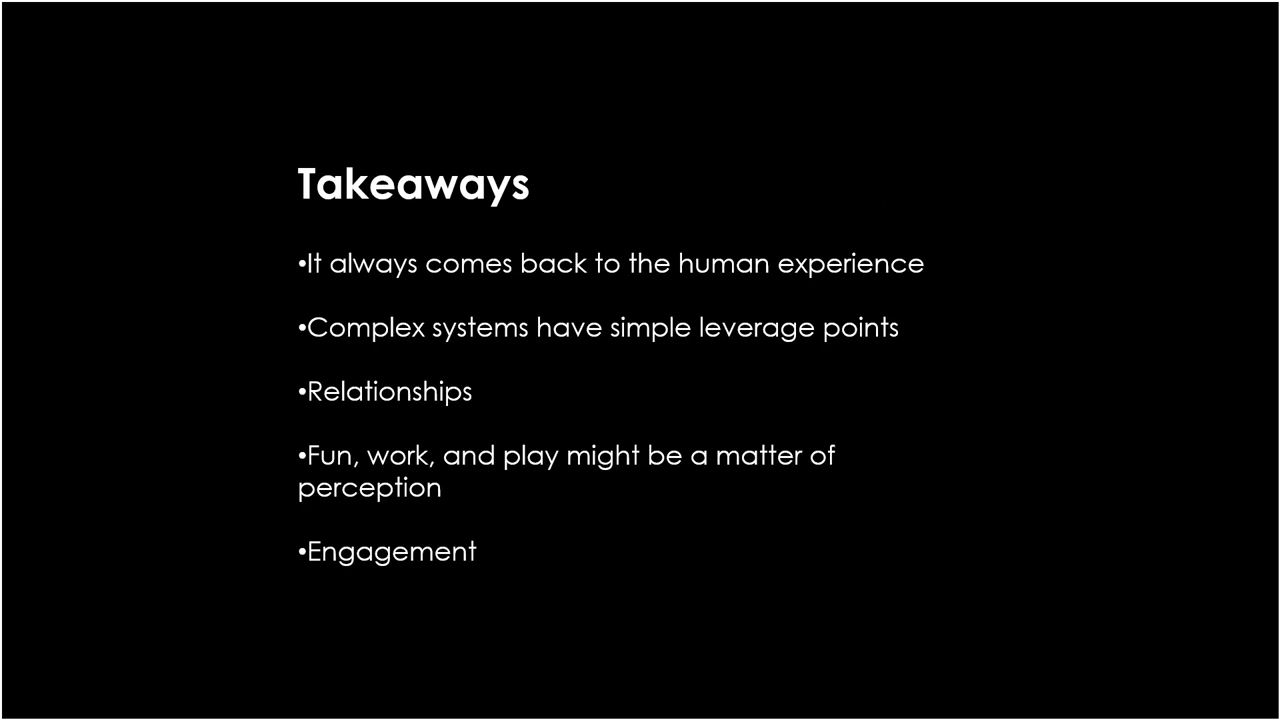 Takeaways
•It always comes back to the human experience
•Complex systems have simple leverage points
•Relationships
•Fun, work, and play might be a matter of
perception
•Engagement